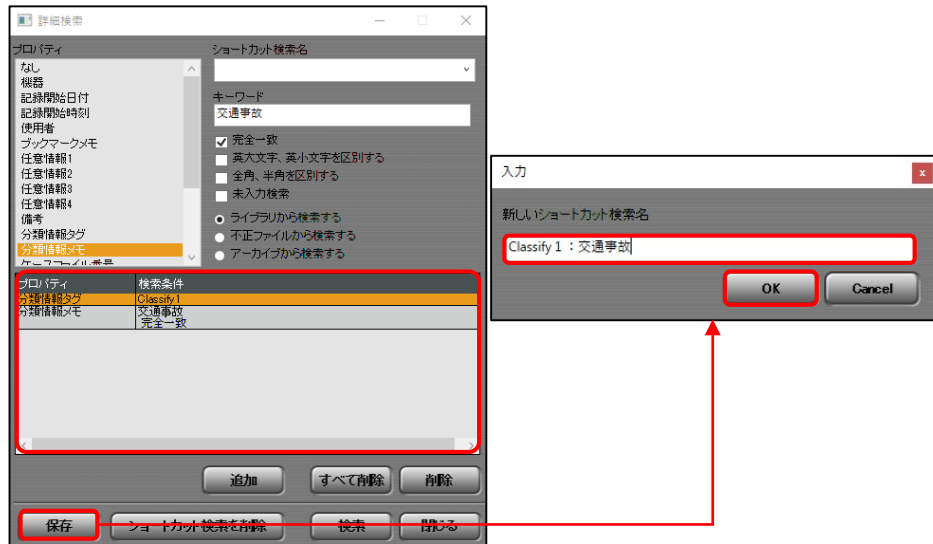 詳細検索
プロパティ
なし
機器
記録開始日付
記録開始時刻
使用者
ブックマークメモ
任意情報1
任意情報2
任意情報3
任意情報4
備考
分類情報タグ
分類情報メモ
ケースファイル番号
ショートカット検索名
キーワード
交通事故
完全一致
英大文字、英小文字を区別する
全角、半角を区別する
未入力検索
ライブラリから検索する
不正ファイルから検索する
アーカイブから検索する
プロパティ 検索条件
分類情報タグ Classify1
分類情報メモ 交通事故
完全一致
追加 すべて削除 削除
保存 ショートカット検索を削除 検索 閉じる
入力
新しいショートカット検索名
Classify 1：交通事故
OK Cancel